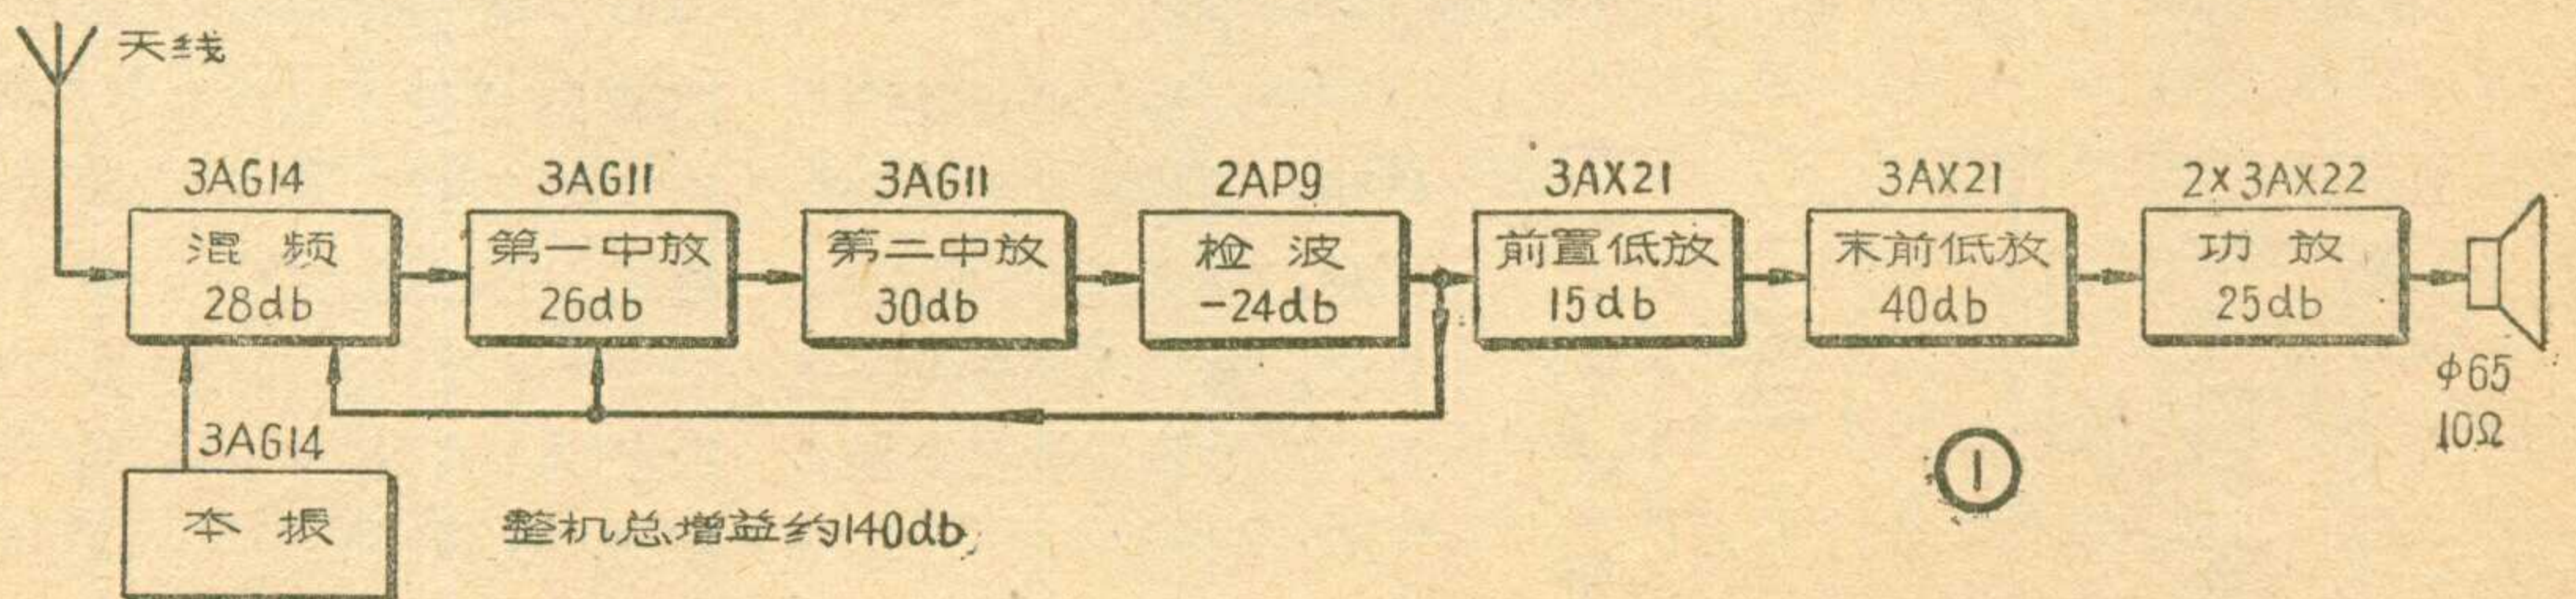 天线
3AG14
混频
28db
3AG11
第一中放
26db
3AG11
第二中放
30db
2AP9
检波
-24db
3AX21
前置低放
15db
3AX21
末前低放
40db
2×3AX22
功放
25db
φ65
10Ω
3AG14
本振
整机总增益约140db
①